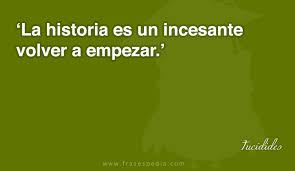 ‘La historia es un incesante
volver a empezar.’
Tucídides
www.frasespedia.com